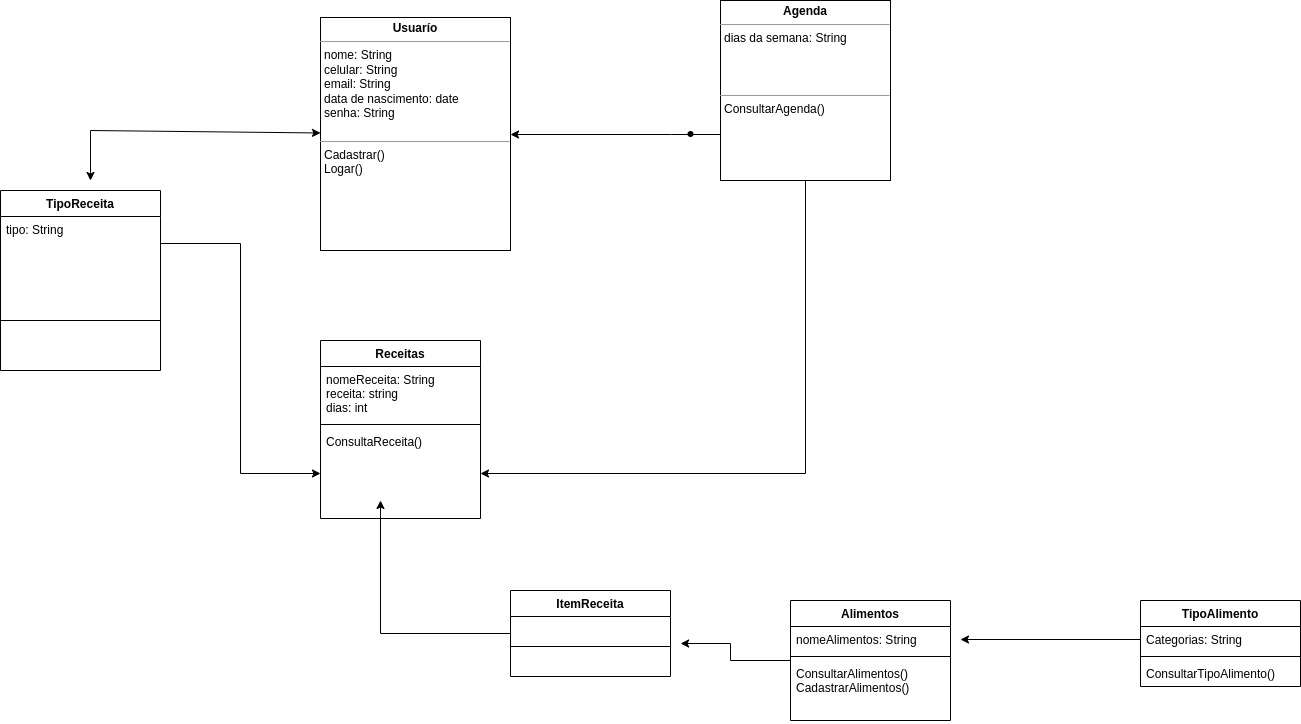 Usuarío
nome: String
celular: String
email: String
data de nascimento: date
senha: String
Cadastrar()
Logar()
Agenda
dias da semana: String
ConsultarAgenda()
TipoReceita
tipo: String
Receitas
nomeReceita: String
receita: string
dias: int
ConsultaReceita()
ItemReceita
Alimentos
nomeAlimentos: String
ConsultarAlimentos()
CadastrarAlimentos()
TipoAlimento
Categorias: String
ConsultarTipoAlimento()